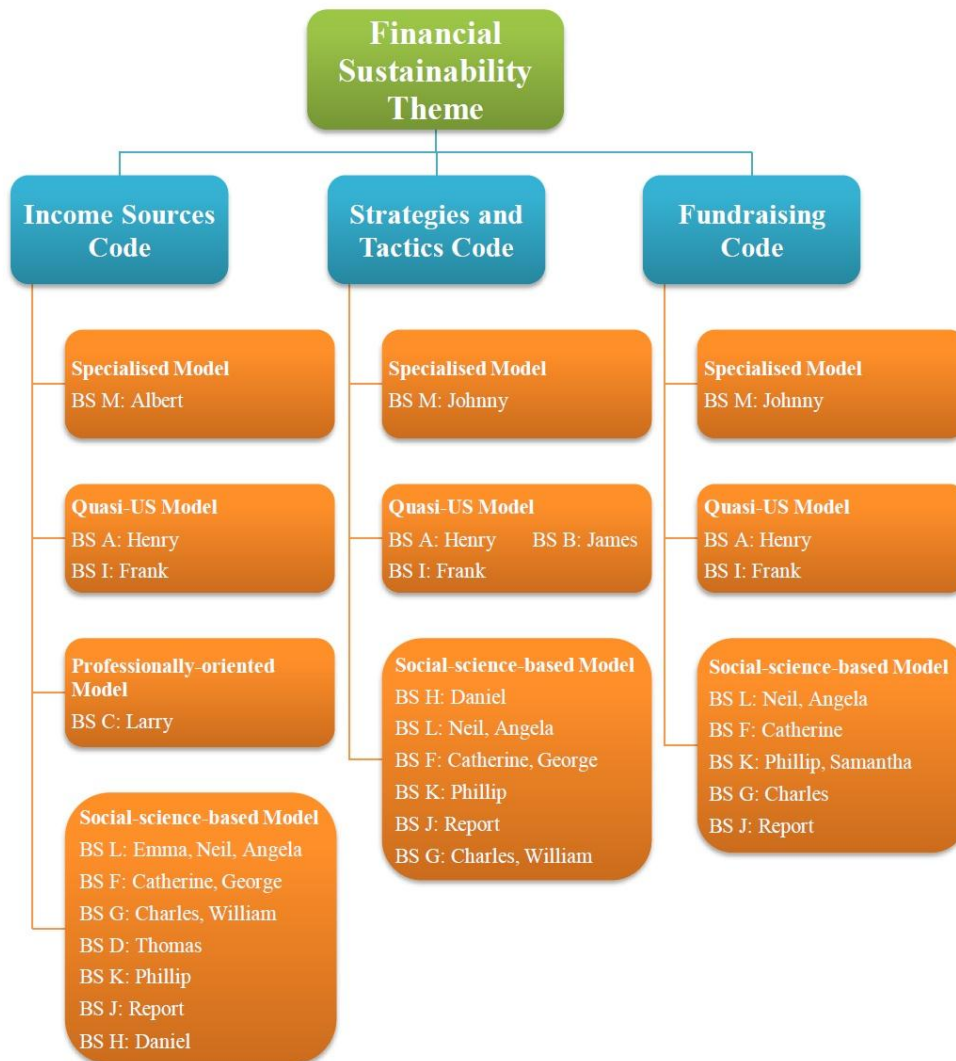 Financial
Sustainability
Theme
Income Sources
Code
Specialised Model
BS M: Albert
Quasi-US Model
BS A: Henry
BS I: Frank
Professionally-oriented
Model
BS C: Larry
Social-science-based Model
BS L: Emma, Neil, Angela
BS F: Catherine, George
BS G: Charles, William
BS D: Thomas
BS K: Phillip
BS J: Report
BS H: Daniel
Strategies and
Tactics Code
Specialised Model
BS M: Johnny
Quasi-US Model
BS A: Henry BS B: James
BS I: Frank
Social-science-based Model
BS H: Daniel
BS L: Neil, Angela
BS F: Catherine, George
BS K: Phillip
BS J: Report
BS G: Charles, William
Fundraising
Code
Specialised Model
BS M: Johnny
Quasi-US Model
BS A: Henry
BS I: Frank
Social-science-based Model
BS L: Neil, Angela
BS F: Catherine
BS K: Phillip, Samantha
BS G: Charles
BS J: Report